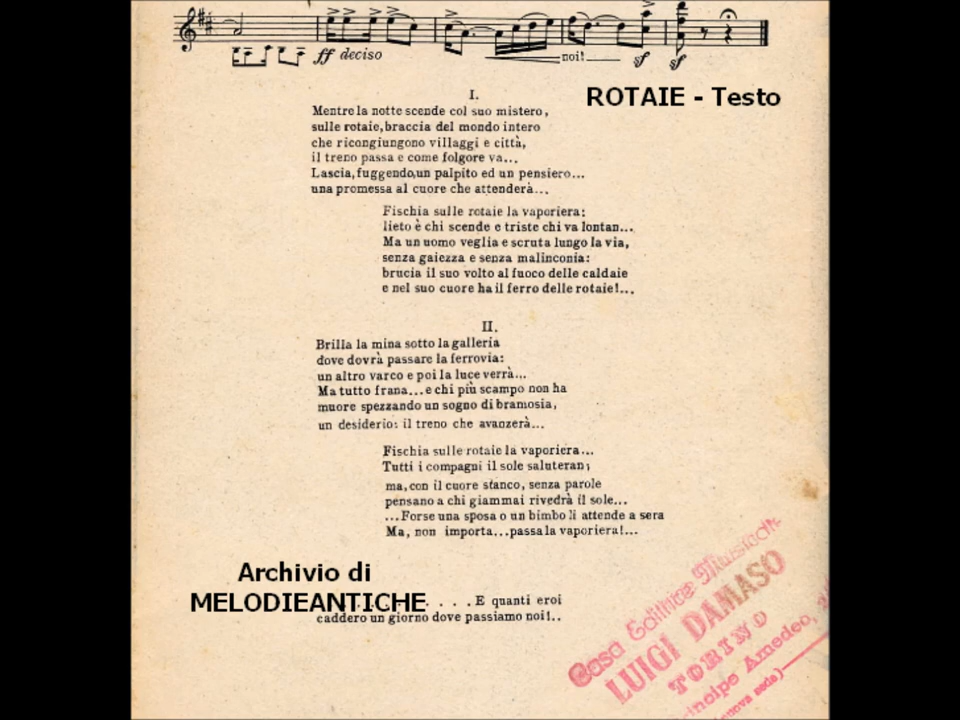 ff deciso
noi!
sf
sf
ROTAIE - Testo
I.
Mentre la notte scende col suo mistero,
sulle rotaie, braccia del mondo intero
che ricongiungono villaggi e città,
il treno passa e come folgore va...
Lascia, fuggendo, un palpito ed un pensiero...
una promessa al cuore che attenderà...
Fischia sulle rotaie la vaporiera:
lieto è chi scende e triste chi va lontan...
Ma un uomo veglia e scruta lungo la via,
senza gaiezza e senza malinconia:
brucia il suo volto al fuoco delle caldaie
e nel suo cuore ha il ferro delle rotaie!...
II.
Brilla la mina sotto la galleria
dove dovrà passare la ferrovia:
un altro varco e poi la luce verrà...
Ma tutto frana...e chi più scampo non ha
muore spezzando un sogno di bramosia,
un desiderio: il treno che avanzerà...
Fischia sulle rotaie la vaporiera...
Tutti i compagni il sole saluteran;
ma, con il cuore stanco, senza parole
pensano a chi giammai rivedrà il sole...
...Forse una sposa o un bimbo li attende a sera
Ma, non importa...passa la vaporiera!...
Archivio di
MELODIEANTICHE
. . . . E quanti eroi
caddero un giorno dove passiamo noi!..
Casa Editrice Musicale
LUIGI DAMASO
TORINO
Principe Amedeo,
(nuova sede)